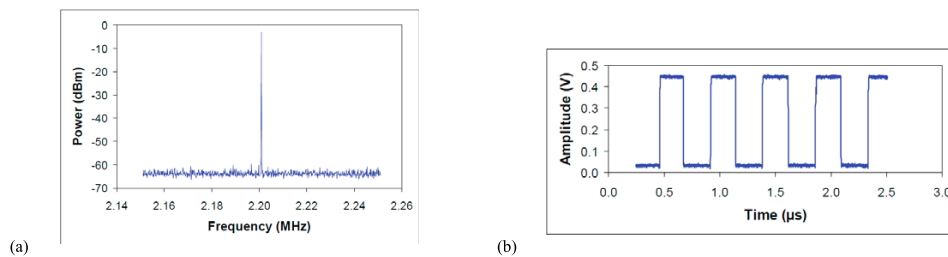 0
-10
-20
-30
-40
-50
-60
-70
Power (dBm)
2.14 2.16 2.18 2.20 2.22 2.24 2.26
Frequency (MHz)
(a)
0.5
0.4
0.3
0.2
0.1
0.0
Amplitude (V)
0.0 0.5 1.0 1.5 2.0 2.5 3.0
Time (µs)
(b)